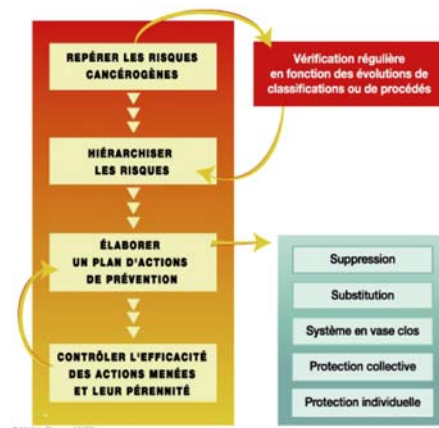 REPÉRER LES RISQUES
CANCÉROGÈNES
Vérification régulière
en fonction des évolutions de
classifications ou de procédés
HIÉRARCHISER
LES RISQUES
ÉLABORER
UN PLAN D'ACTIONS
DE PRÉVENTION
Suppression
Substitution
Système en vase clos
Protection collective
Protection individuelle
CONTRÔLER L'EFFICACITÉ
DES ACTIONS MENÉES
ET LEUR PÉRENNITÉ